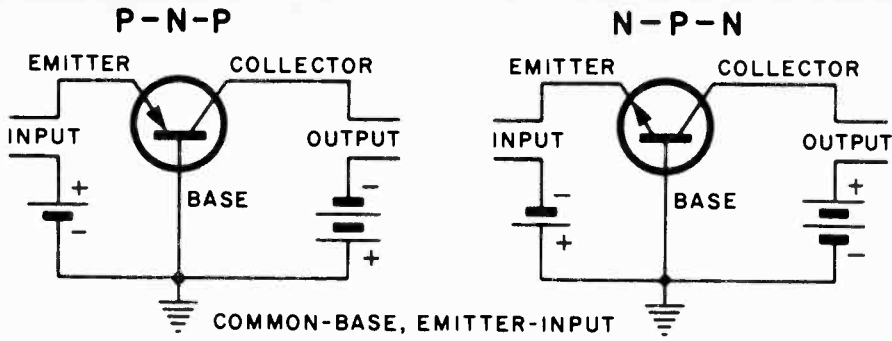 P-N-P
EMITTER
COLLECTOR
INPUT
OUTPUT
+
-
BASE
-
+
N-P-N
EMITTER
COLLECTOR
INPUT
OUTPUT
-
+
BASE
+
-
COMMON-BASE, EMITTER-INPUT